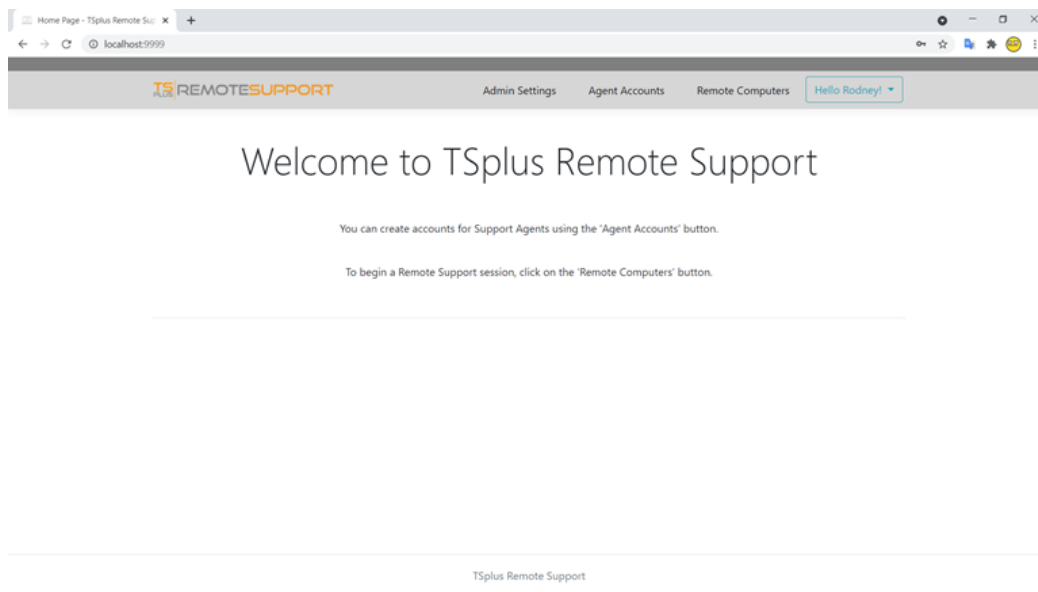 Home Page - TSplus Remote Sup
localhost:9999
TS PLUS REMOTESUPPORT
Admin Settings
Agent Accounts
Remote Computers
Hello Rodney!
Welcome to TSplus Remote Support
You can create accounts for Support Agents using the 'Agent Accounts' button.
To begin a Remote Support session, click on the 'Remote Computers' button.
TSplus Remote Support